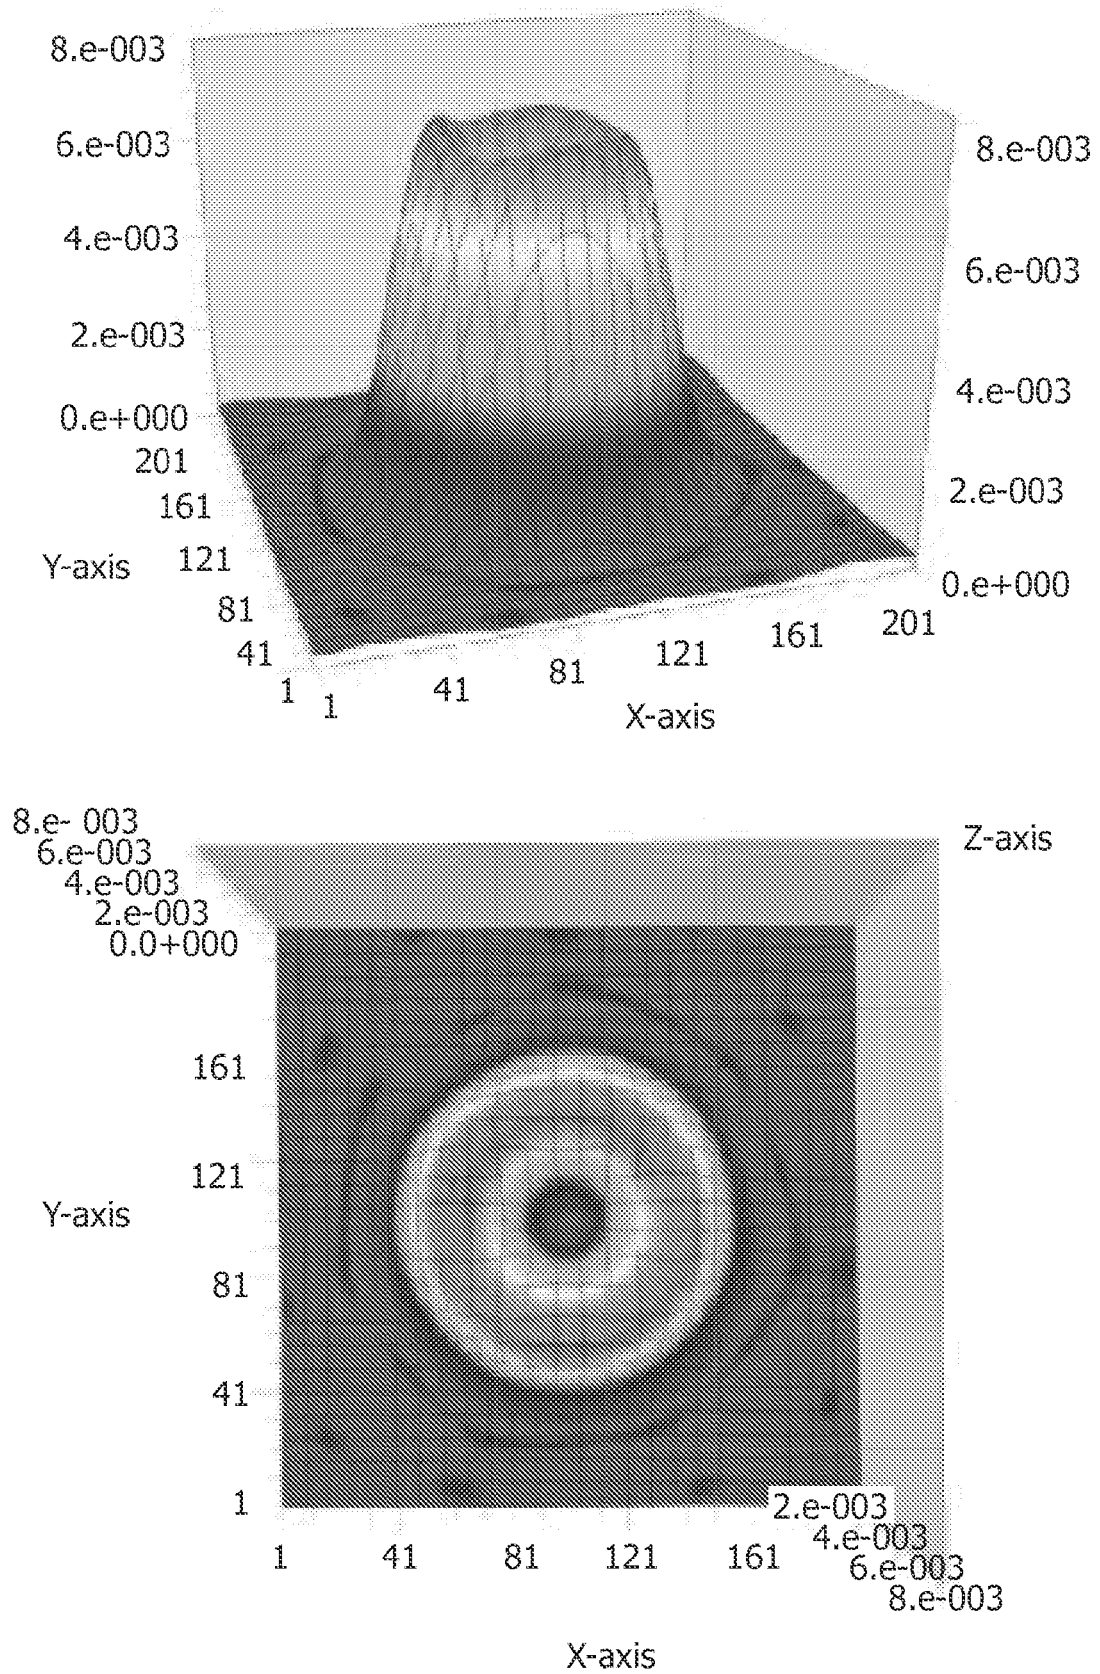 8.e-003
6.e-003
4.e-003
2.e-003
0.e+000
8.e-003
6.e-003
4.e-003
2.e-003
0.e+000
201
161
121
81
41
1
Y-axis
1
41
81
121
161
201
X-axis
8.e- 003
6.e-003
4.e-003
2.e-003
0.0+000
Z-axis
161
121
Y-axis
81
41
1
1
41
81
121
161
2.e-003
4.e-003
6.e-003
8.e-003
X-axis